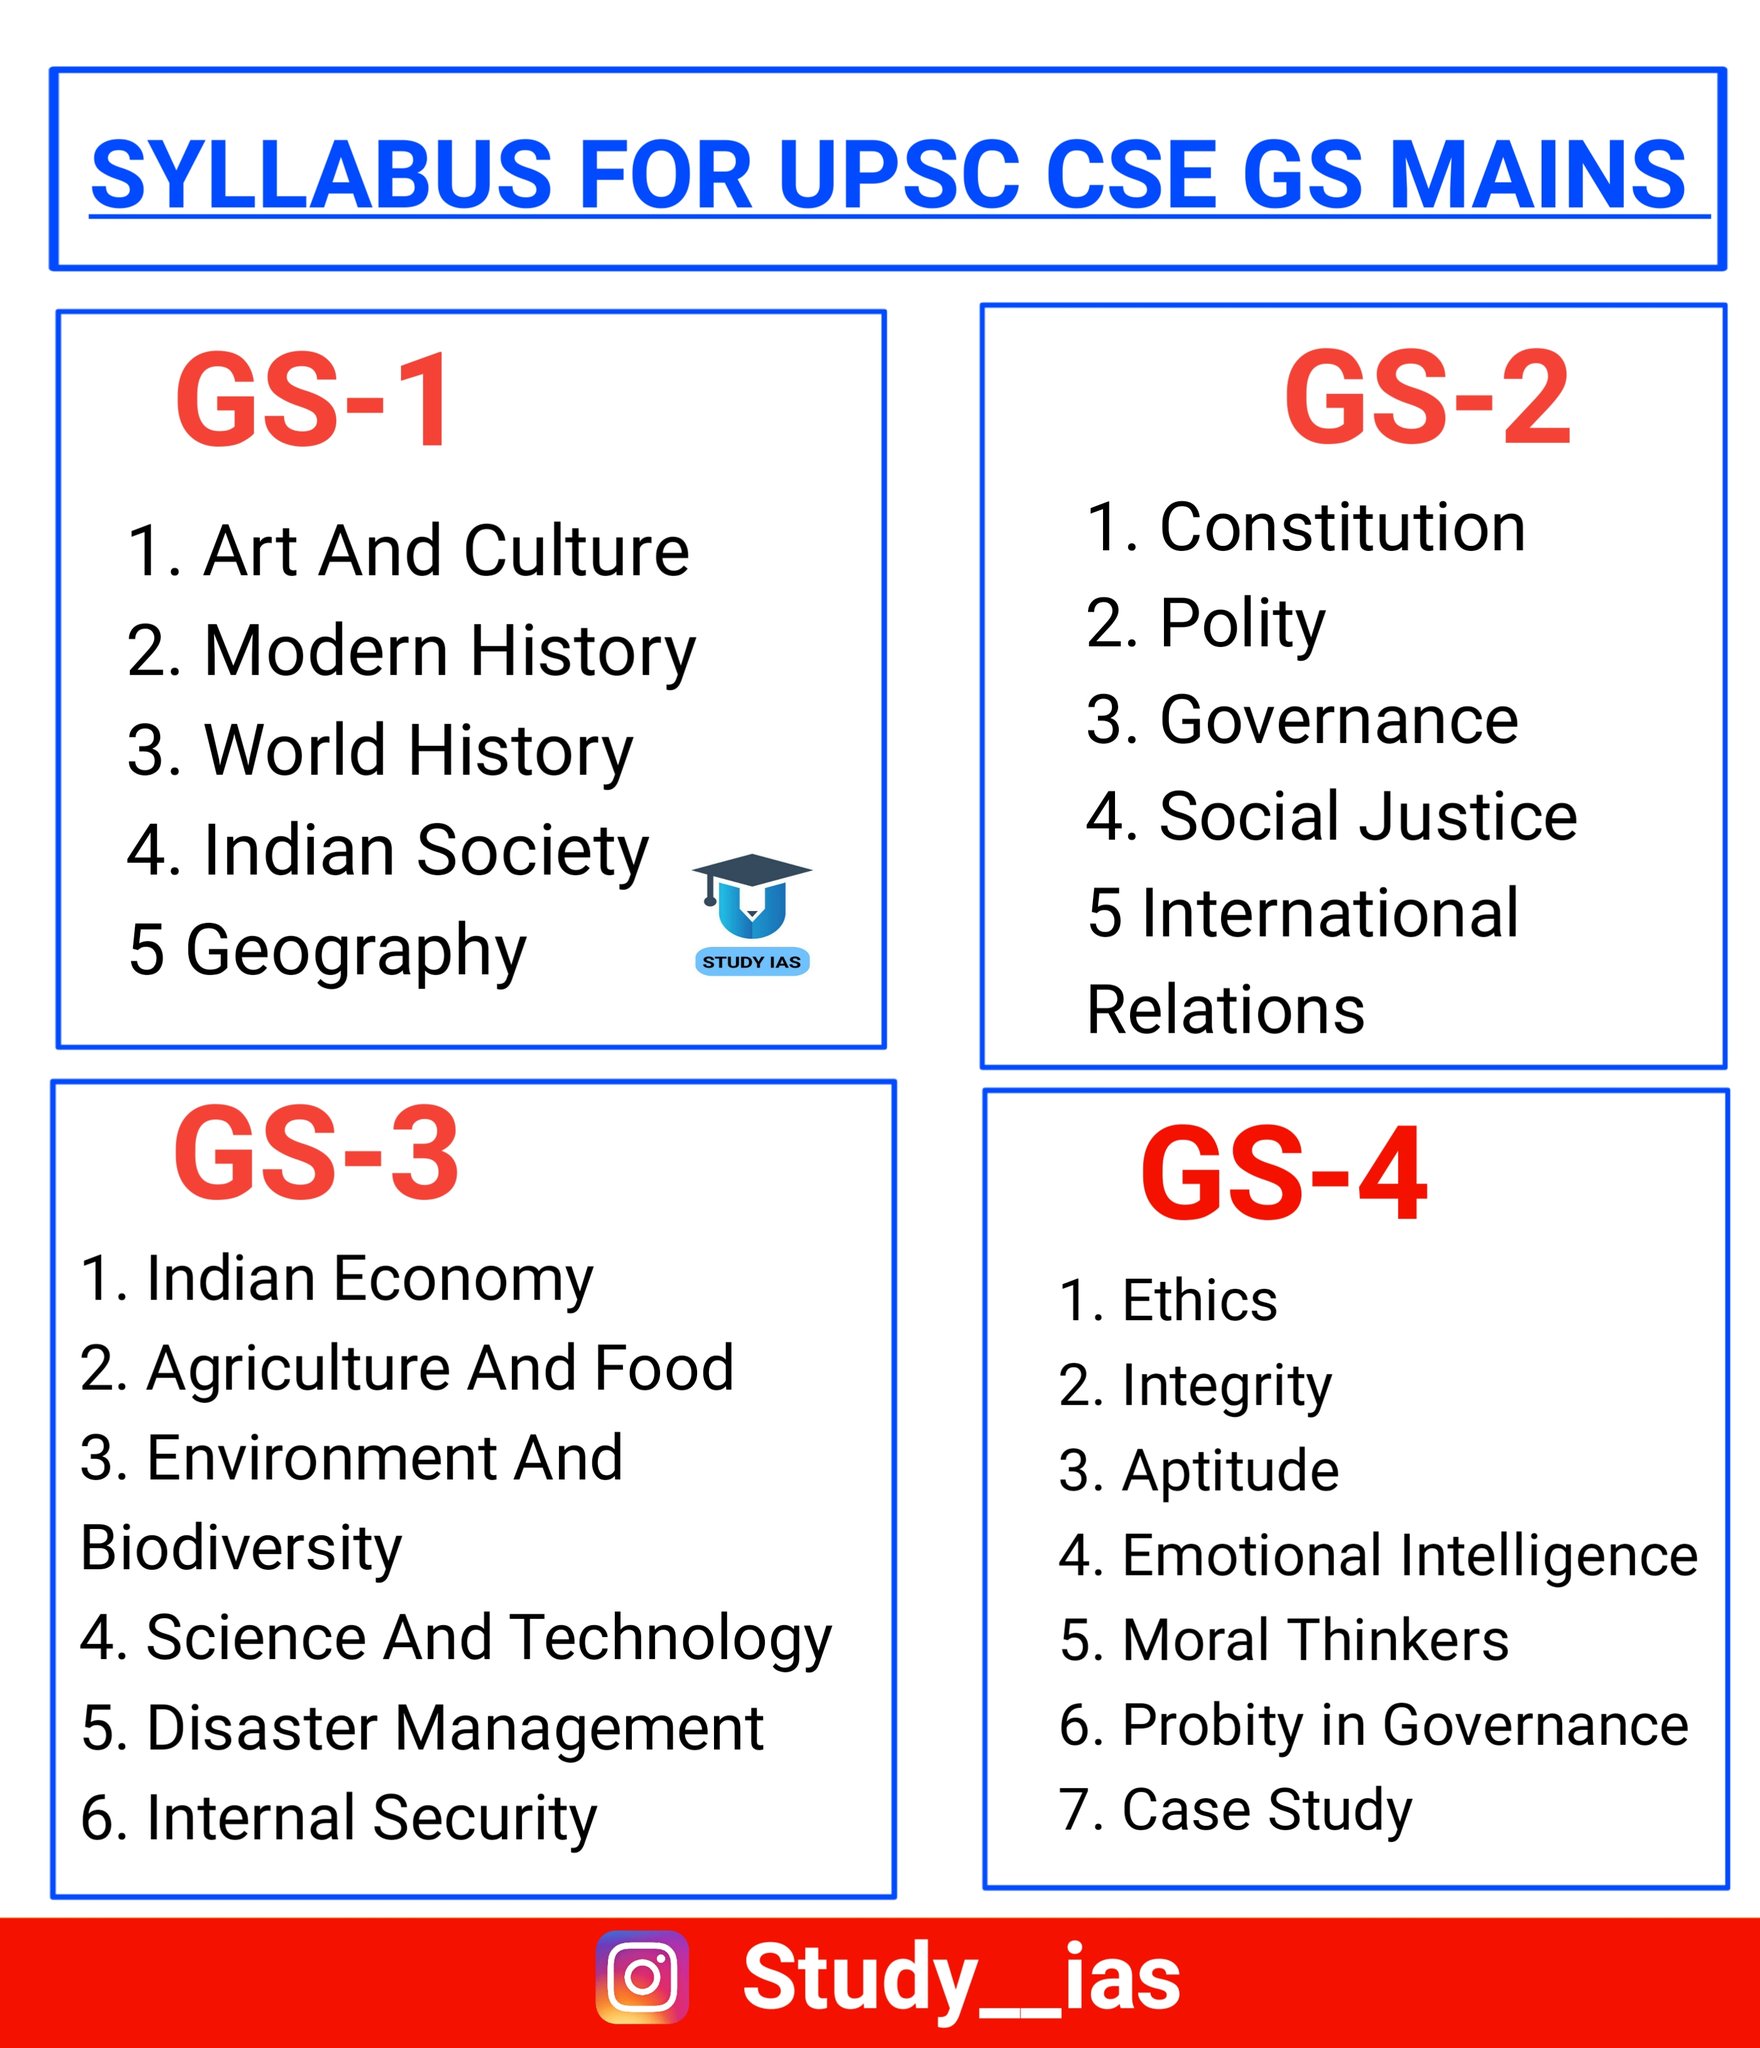 SYLLABUS FOR UPSC CSE GS MAINS
GS-1
1. Art And Culture
2. Modern History
3. World History
4. Indian Society
5 Geography
STUDY IAS
GS-2
1. Constitution
2. Polity
3. Governance
4. Social Justice
5 International
Relations
GS-3
1. Indian Economy
2. Agriculture And Food
3. Environment And
Biodiversity
4. Science And Technology
5. Disaster Management
6. Internal Security
GS-4
1. Ethics
2. Integrity
3. Aptitude
4. Emotional Intelligence
5. Moral Thinkers
6. Probity in Governance
7. Case Study
Study__ias